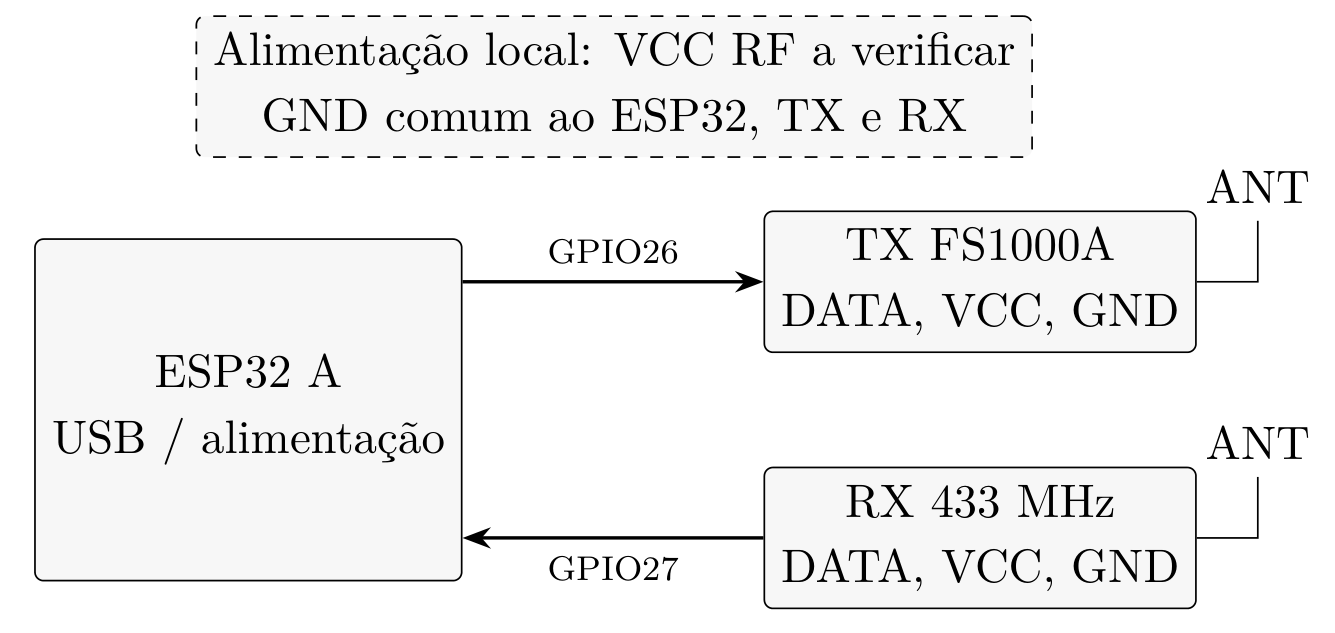 Alimentação local: VCC RF a verificar
GND comum ao ESP32, TX e RX
ANT
GPIO26
TX FS1000A
DATA, VCC, GND
ESP32 A
USB / alimentação
ANT
RX 433 MHz
DATA, VCC, GND
GPIO27